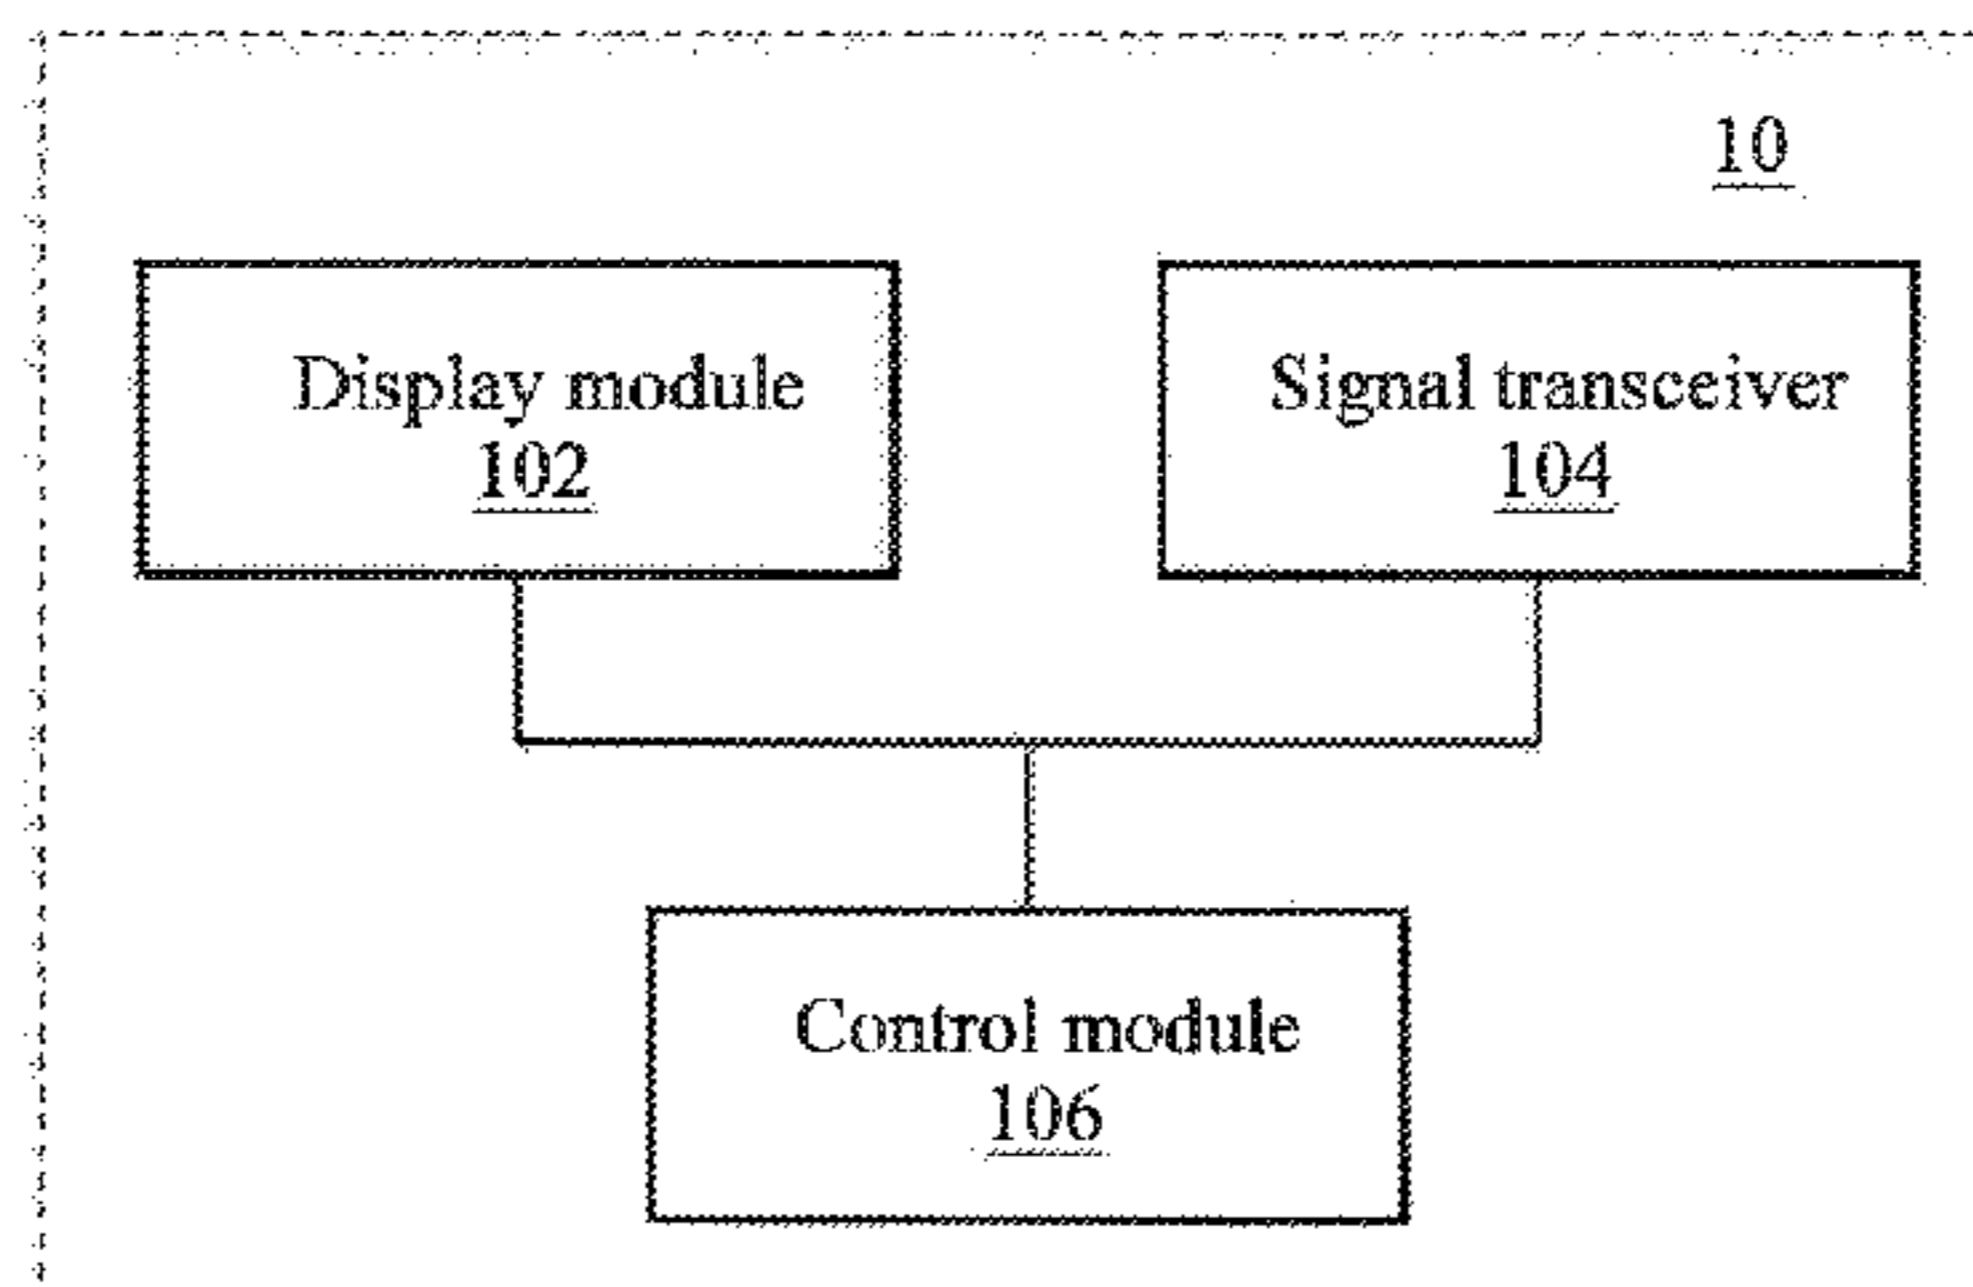 10
Display module
102
Signal transceiver
104
Control module
106